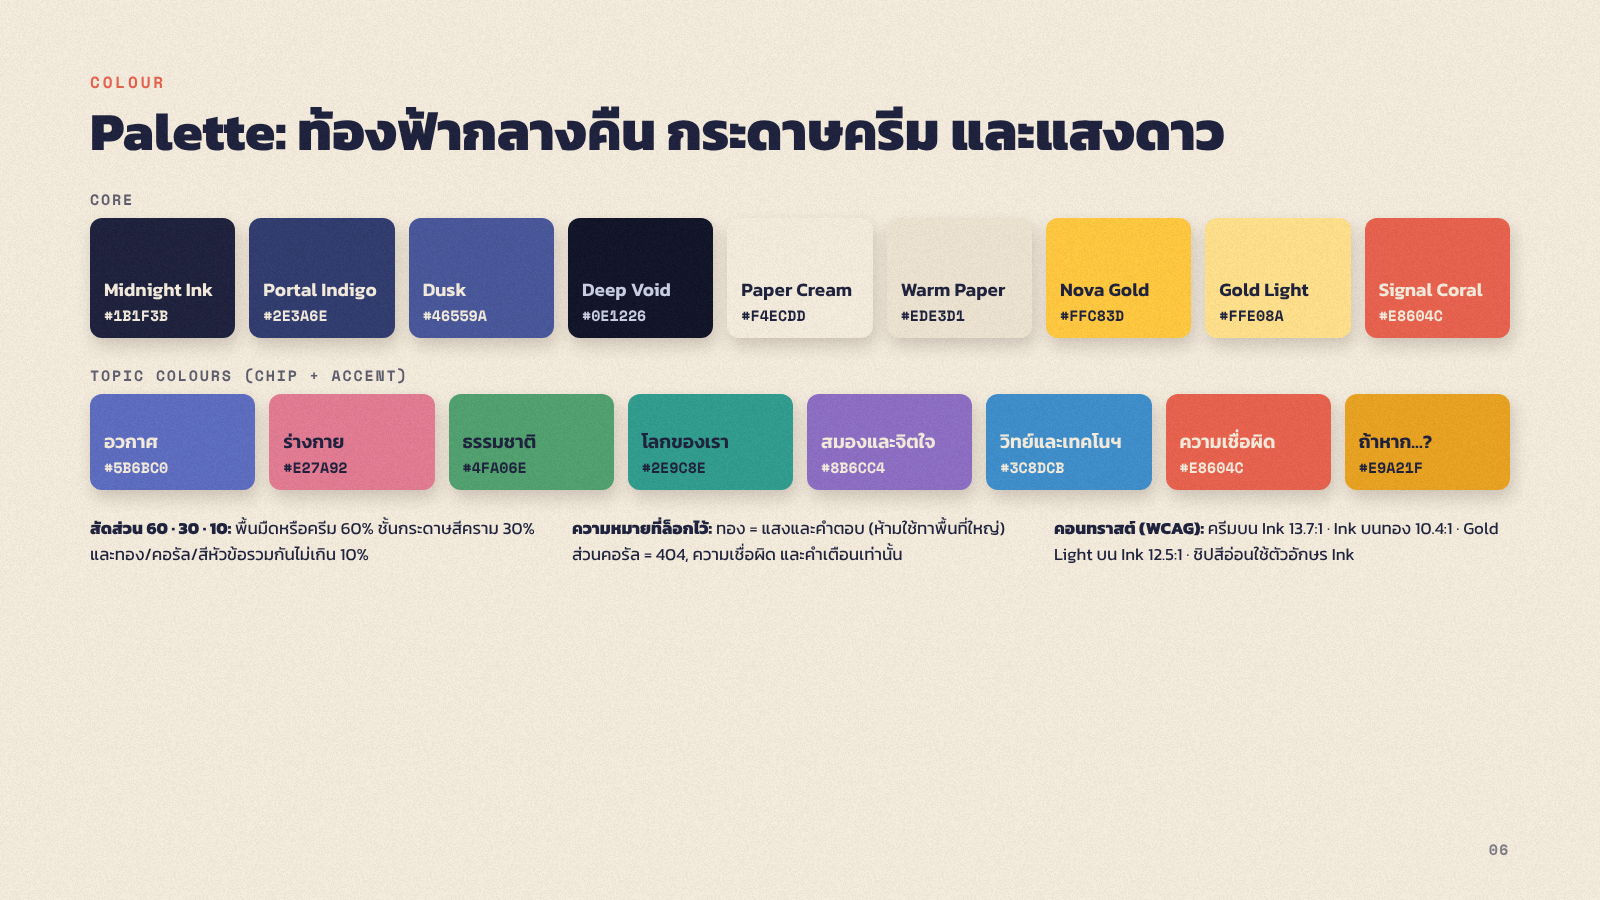 COLOUR
Palette: ท้องฟ้ากลางคืน กระดาษครีม และแสงดาว
CORE
Midnight Ink
#1B1F3B
Portal Indigo
#2E3A6E
Dusk
#46559A
Deep Void
#0E1226
Paper Cream
#F4ECDD
Warm Paper
#EDE3D1
Nova Gold
#FFC83D
Gold Light
#FFE08A
Signal Coral
#E8604C
TOPIC COLOURS (CHIP + ACCENT)
อวกาศ
#5B6BC0
ร่างกาย
#E27A92
ธรรมชาติ
#4FA06E
โลกของเรา
#2E9C8E
สมองและจิตใจ
#8B6CC4
วิทย์และเทคโนฯ
#3C8DCB
ความเชื่อผิด
#E8604C
ถ้าหาก...?
#E9A21F
สัดส่วน 60 · 30 · 10: พื้นมืดหรือครีม 60% ชั้นกระดาษสีคราม 30%
และทอง/คอรัล/สีหัวข้อรวมกันไม่เกิน 10%
ความหมายที่ล็อกไว้: ทอง = แสงและคำตอบ (ห้ามใช้ทาพื้นที่ใหญ่)
ส่วนคอรัล = 404, ความเชื่อผิด และคำเตือนเท่านั้น
คอนทราสต์ (WCAG): ครีมบน Ink 13.7:1 · Ink บนทอง 10.4:1 · Gold
Light บน Ink 12.5:1 · ชิปสีอ่อนใช้ตัวอักษร Ink
06